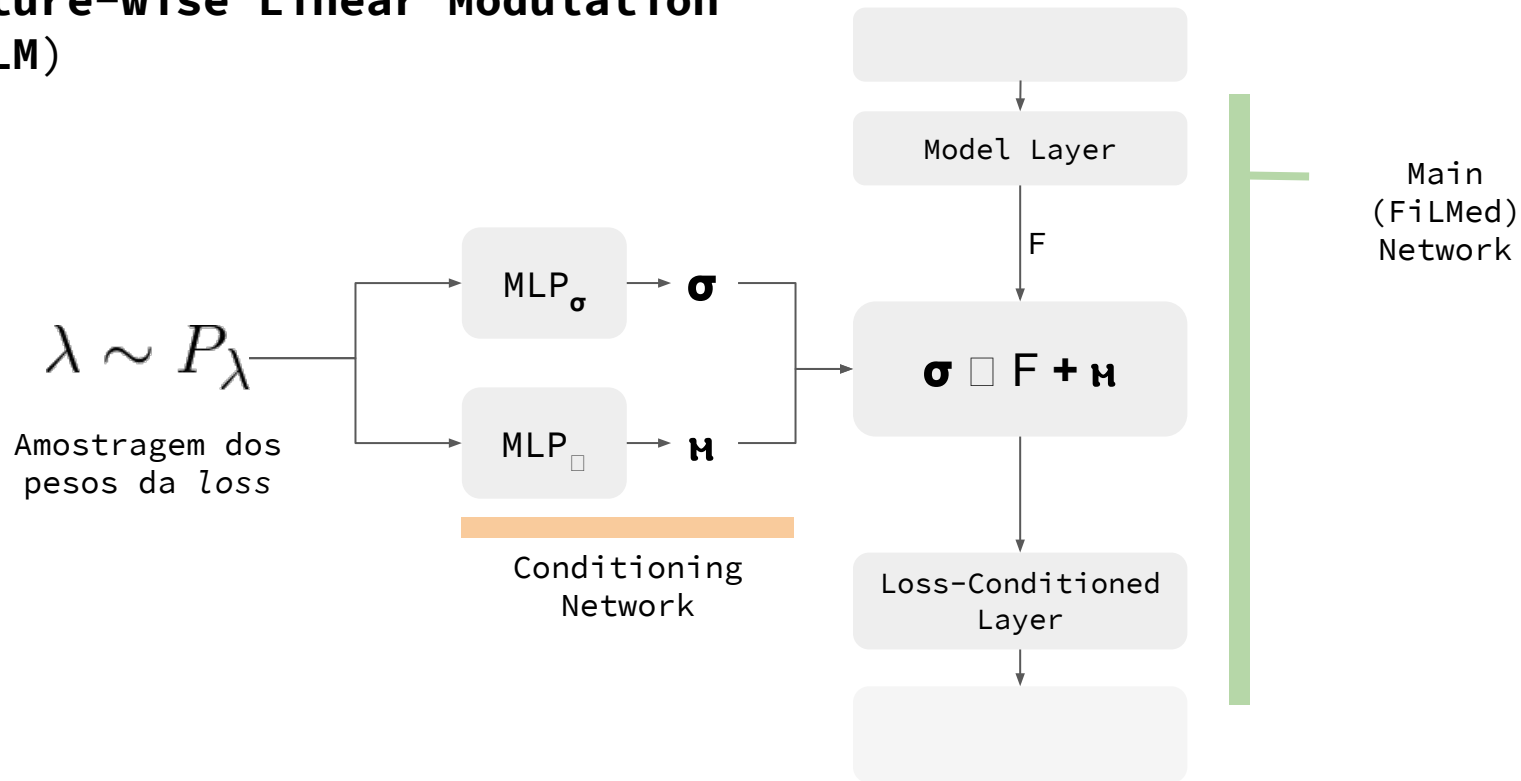 ture-wise Linear Modulation
LM)
Model Layer
F
Main
(FiLMed)
Network
MLPσ
σ
λ ∼ Pλ
σ □ F + μ
MLP□
μ
Amostragem dos
pesos da loss
Conditioning
Network
Loss-Conditioned
Layer